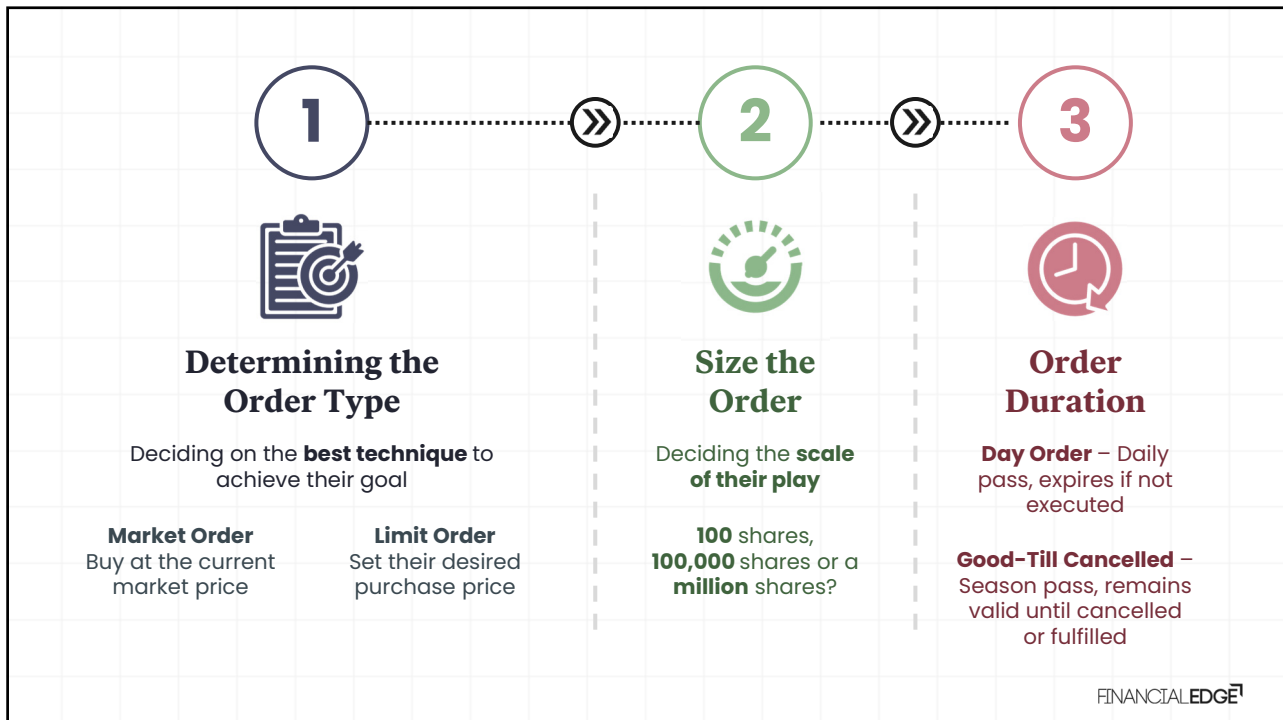 1
2
3
Determining the
Order Type
Deciding on the best technique to
achieve their goal
Market Order
Buy at the current
market price
Limit Order
Set their desired
purchase price
Size the
Order
Deciding the scale
of their play
100 shares,
100,000 shares or a
million shares?
Order
Duration
Day Order – Daily
pass, expires if not
executed
Good-Till Cancelled –
Season pass, remains
valid until cancelled
or fulfilled
FINANCIALEDGE